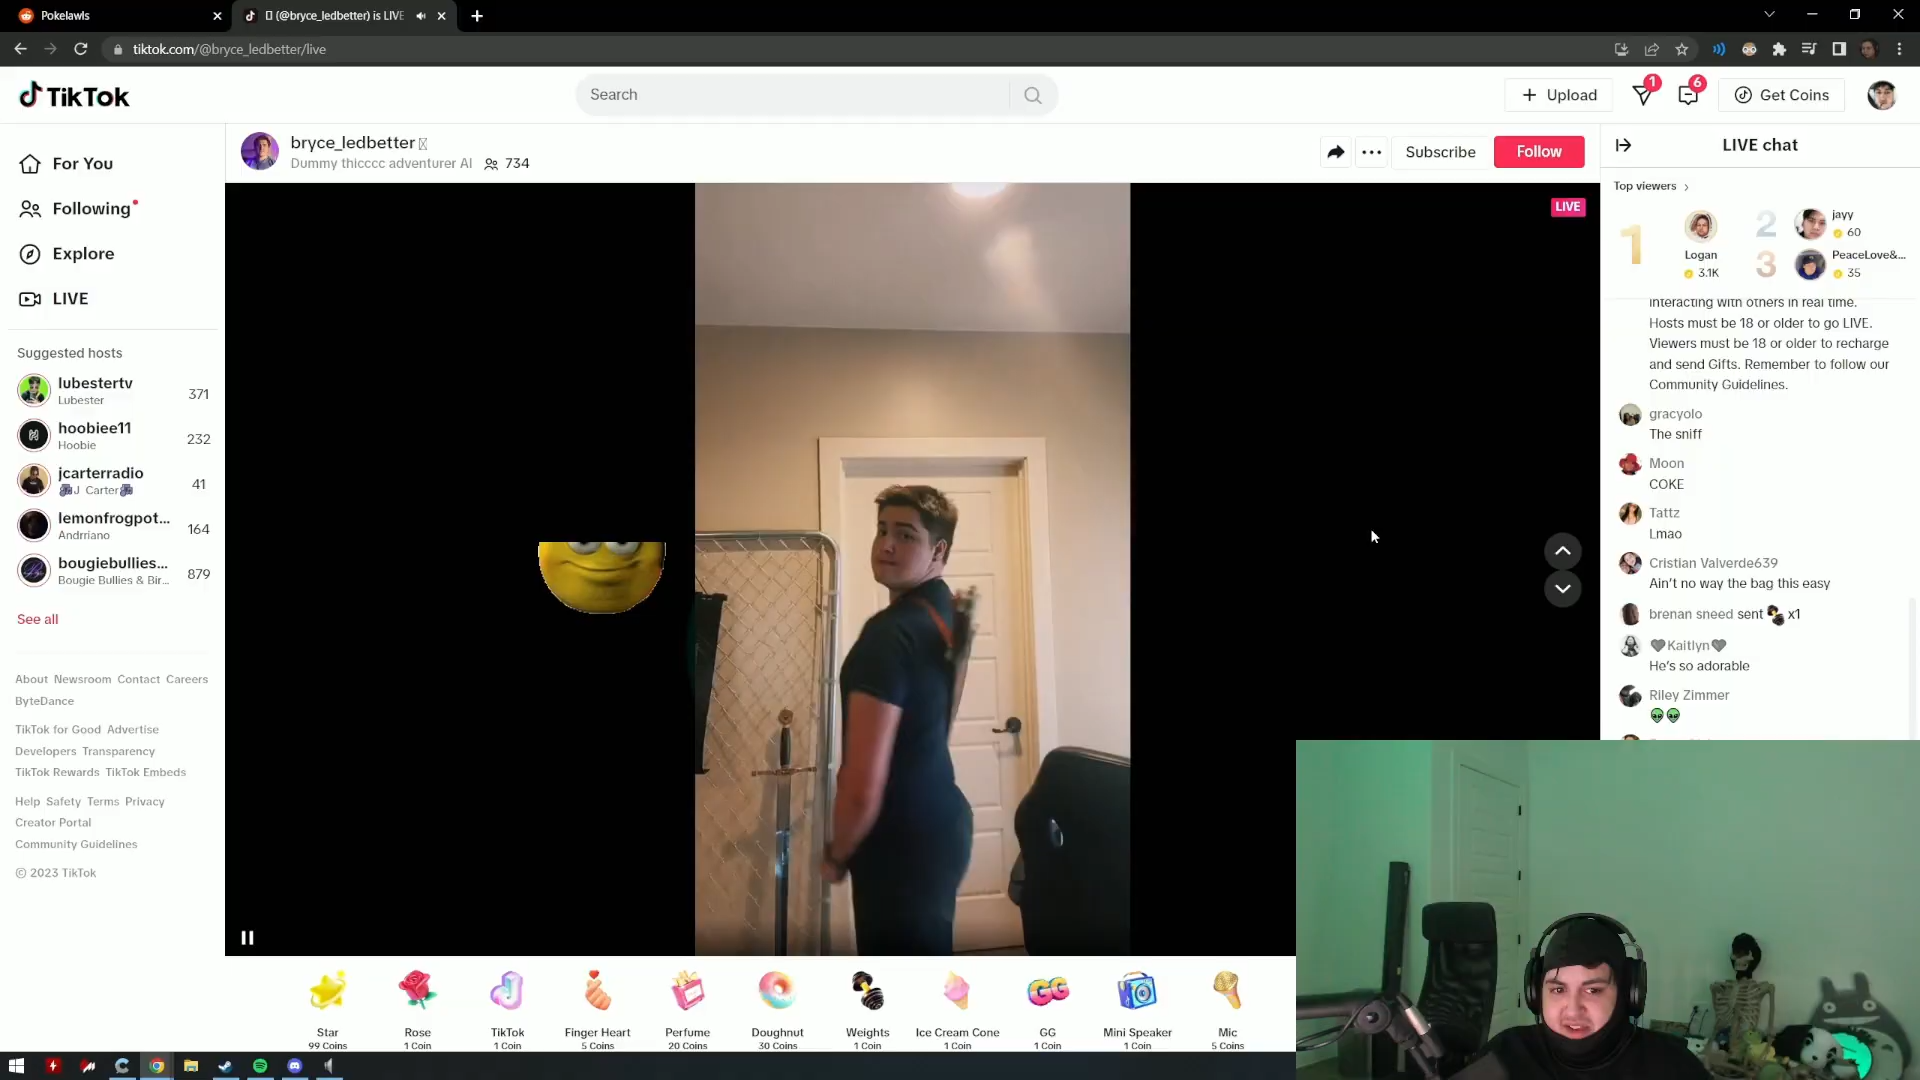 Pokelawls
(@bryce_ledbetter) is LIVE
tiktok.com/@bryce_ledbetter/live
TikTok
Search
Upload
1
6
Get Coins
For You
Following
Explore
LIVE
Suggested hosts
lubestertv
Lubester
371
hoobiee11
Hoobie
232
jcarterradio
J Carter
41
lemonfrogpot...
Andrriano
164
bougiebullies...
Bougie Bullies & Bir...
879
See all
About Newsroom Contact Careers
ByteDance
TikTok for Good Advertise
Developers Transparency
TikTok Rewards TikTok Embeds
Help Safety Terms Privacy
Creator Portal
Community Guidelines
© 2023 TikTok
bryce_ledbetter
Dummy thicccc adventurer AI 734
Subscribe
Follow
LIVE
LIVE chat
Top viewers
1
Logan
3.1K
2
jayy
60
3
PeaceLove&...
35
interacting with others in real time.
Hosts must be 18 or older to go LIVE.
Viewers must be 18 or older to recharge
and send Gifts. Remember to follow our
Community Guidelines.
gracyolo
The sniff
Moon
COKE
Tattz
Lmao
Cristian Valverde639
Ain't no way the bag this easy
brenan sneed sent x1
🖤Kaitlyn🖤
He's so adorable
Riley Zimmer
👽👽
GG
Star
99 Coins
Rose
1 Coin
TikTok
1 Coin
Finger Heart
5 Coins
Perfume
20 Coins
Doughnut
30 Coins
Weights
1 Coin
Ice Cream Cone
1 Coin
GG
1 Coin
Mini Speaker
1 Coin
Mic
5 Coins